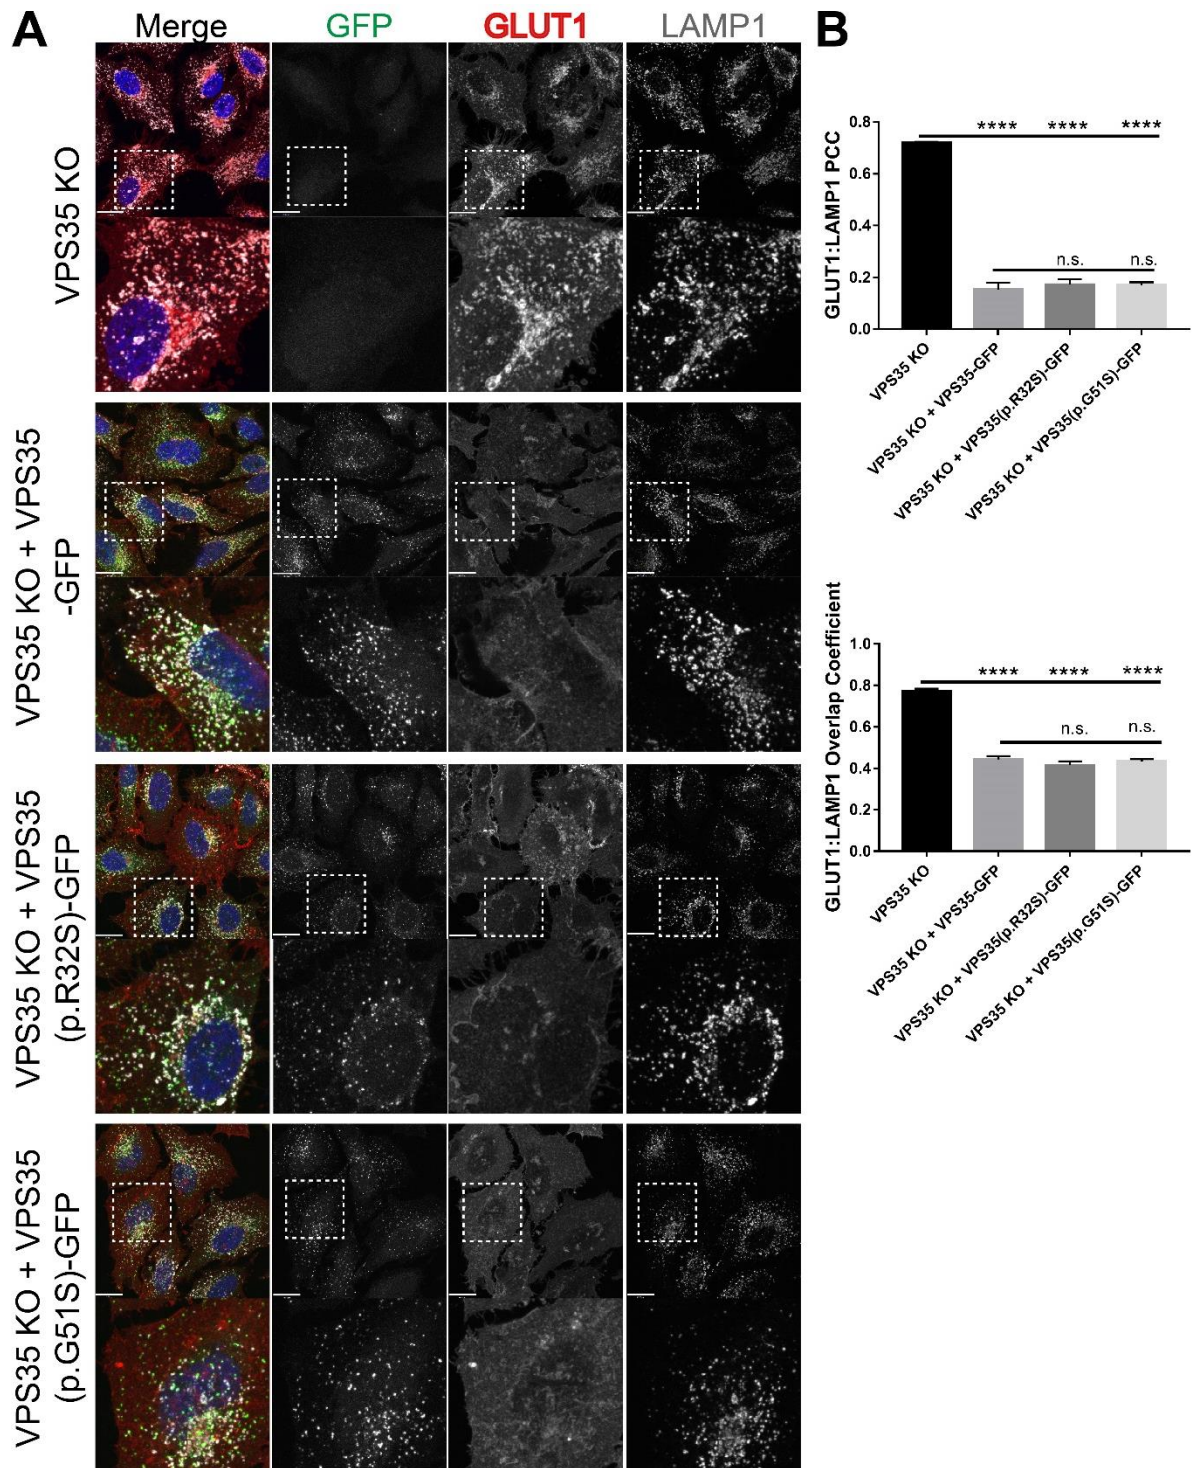 A
Merge
GFP
GLUT1
LAMP1
VPS35 KO
VPS35 KO + VPS35
-GFP
VPS35 KO + VPS35
(p.R32S)-GFP
VPS35 KO + VPS35
(p.G51S)-GFP
B
GLUT1:LAMP1 PCC
0.8
0.6
0.4
0.2
0.0
**** **** ****
n.s. n.s.
VPS35 KO
VPS35 KO + VPS35-GFP
VPS35 KO + VPS35(p.R32S)-GFP
VPS35 KO + VPS35(p.G51S)-GFP
GLUT1:LAMP1 Overlap Coefficient
1.0
0.8
0.6
0.4
0.2
0.0
**** **** ****
n.s. n.s.
VPS35 KO
VPS35 KO + VPS35-GFP
VPS35 KO + VPS35(p.R32S)-GFP
VPS35 KO + VPS35(p.G51S)-GFP